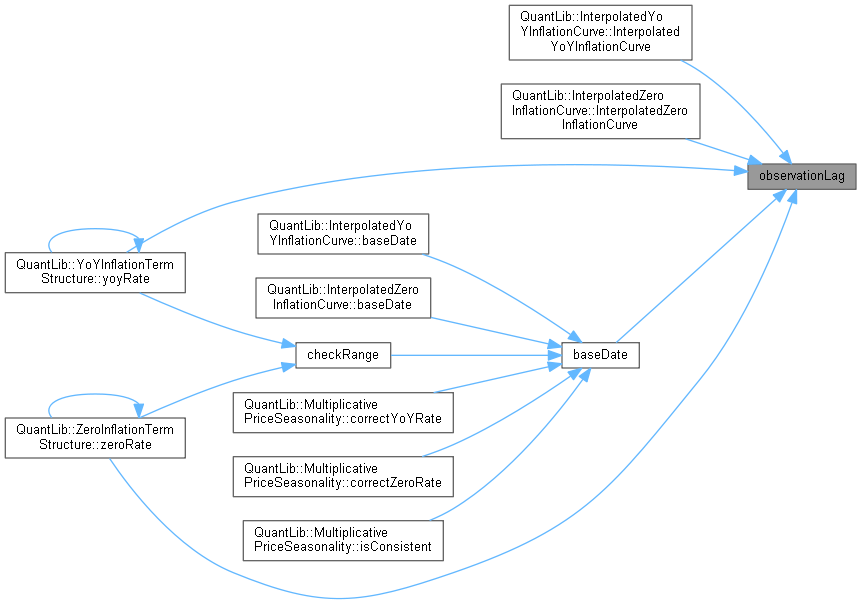 QuantLib::InterpolatedYo
YInflationCurve::Interpolated
YoYInflationCurve
QuantLib::InterpolatedZero
InflationCurve::InterpolatedZero
InflationCurve
observationLag
QuantLib::InterpolatedYo
YInflationCurve::baseDate
QuantLib::YoYInflationTerm
Structure::yoyRate
QuantLib::InterpolatedZero
InflationCurve::baseDate
checkRange
baseDate
QuantLib::Multiplicative
PriceSeasonality::correctYoYRate
QuantLib::ZeroInflationTerm
Structure::zeroRate
QuantLib::Multiplicative
PriceSeasonality::correctZeroRate
QuantLib::Multiplicative
PriceSeasonality::isConsistent